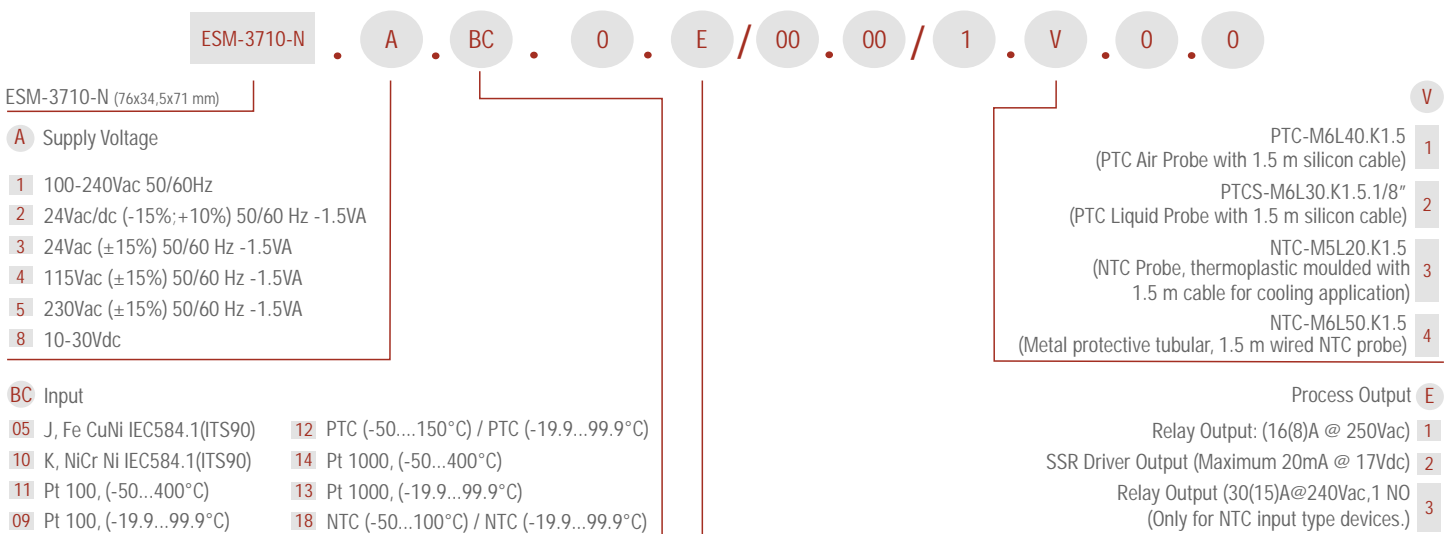 ESM-3710-N . A . BC . 0 . E / 00 . 00 / 1 . V . 0 . 0
ESM-3710-N (76x34,5x71 mm)
A Supply Voltage
1 100-240Vac 50/60Hz
2 24Vac/dc (-15%;+10%) 50/60 Hz -1.5VA
3 24Vac (±15%) 50/60 Hz -1.5VA
4 115Vac (±15%) 50/60 Hz -1.5VA
5 230Vac (±15%) 50/60 Hz -1.5VA
8 10-30Vdc
BC Input
05 J, Fe CuNi IEC584.1(ITS90)
10 K, NiCr Ni IEC584.1(ITS90)
11 Pt 100, (-50...400°C)
09 Pt 100, (-19.9...99.9°C)
12 PTC (-50....150°C) / PTC (-19.9...99.9°C)
14 Pt 1000, (-50...400°C)
13 Pt 1000, (-19.9...99.9°C)
18 NTC (-50...100°C) / NTC (-19.9...99.9°C)
V
PTC-M6L40.K1.5
(PTC Air Probe with 1.5 m silicon cable) 1
PTCS-M6L30.K1.5.1/8″
(PTC Liquid Probe with 1.5 m silicon cable) 2
NTC-M5L20.K1.5
(NTC Probe, thermoplastic moulded with 3
1.5 m cable for cooling application)
NTC-M6L50.K1.5
(Metal protective tubular, 1.5 m wired NTC probe) 4
Process Output E
Relay Output: (16(8)A @ 250Vac) 1
SSR Driver Output (Maximum 20mA @ 17Vdc) 2
Relay Output (30(15)A@240Vac,1 NO
(Only for NTC input type devices.) 3